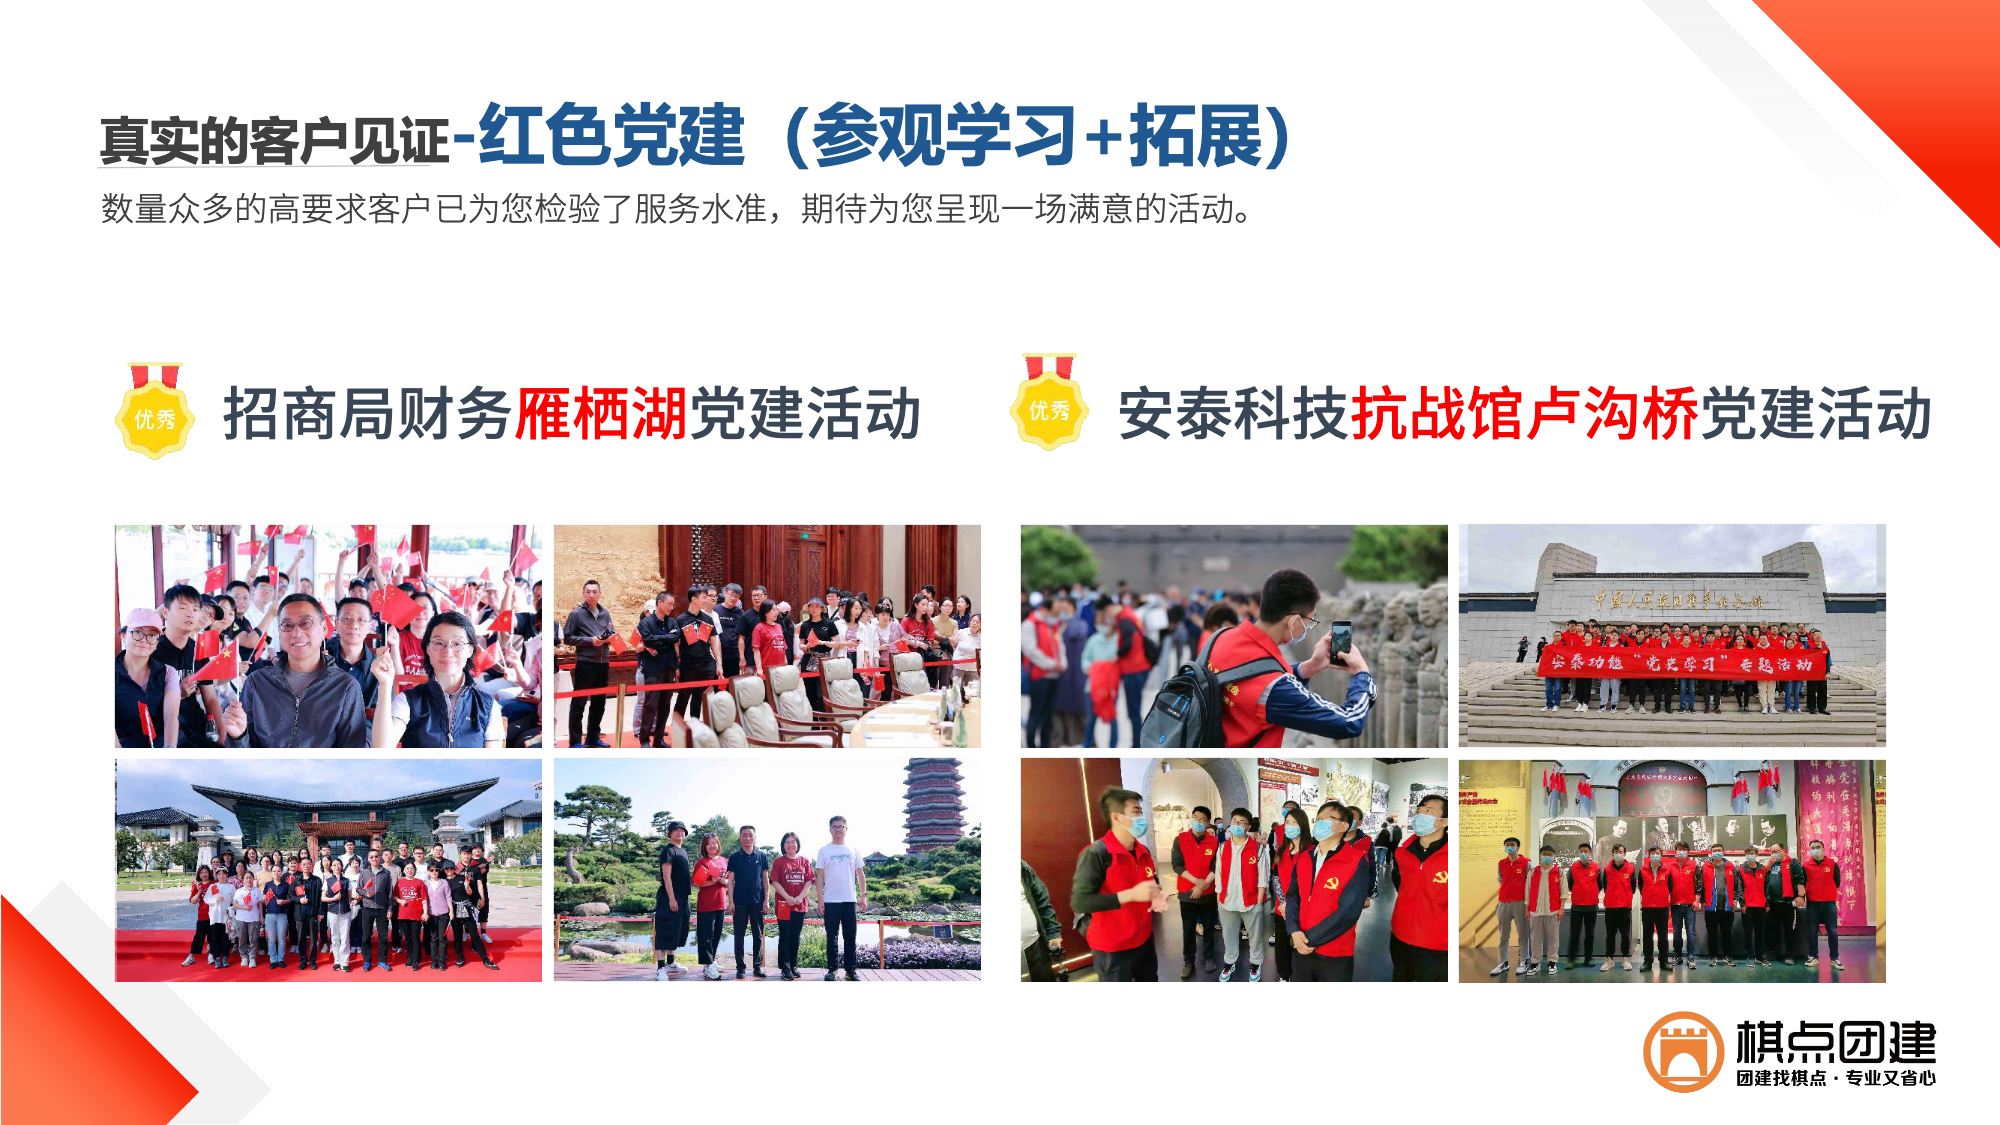 真实的客户见证-红色党建（参观学习+拓展）
数量众多的高要求客户已为您检验了服务水准，期待为您呈现一场满意的活动。
优秀
招商局财务雁栖湖党建活动
优秀
安泰科技抗战馆卢沟桥党建活动
安泰功能“党史学习”专题活动
棋点团建
团建找棋点·专业又省心